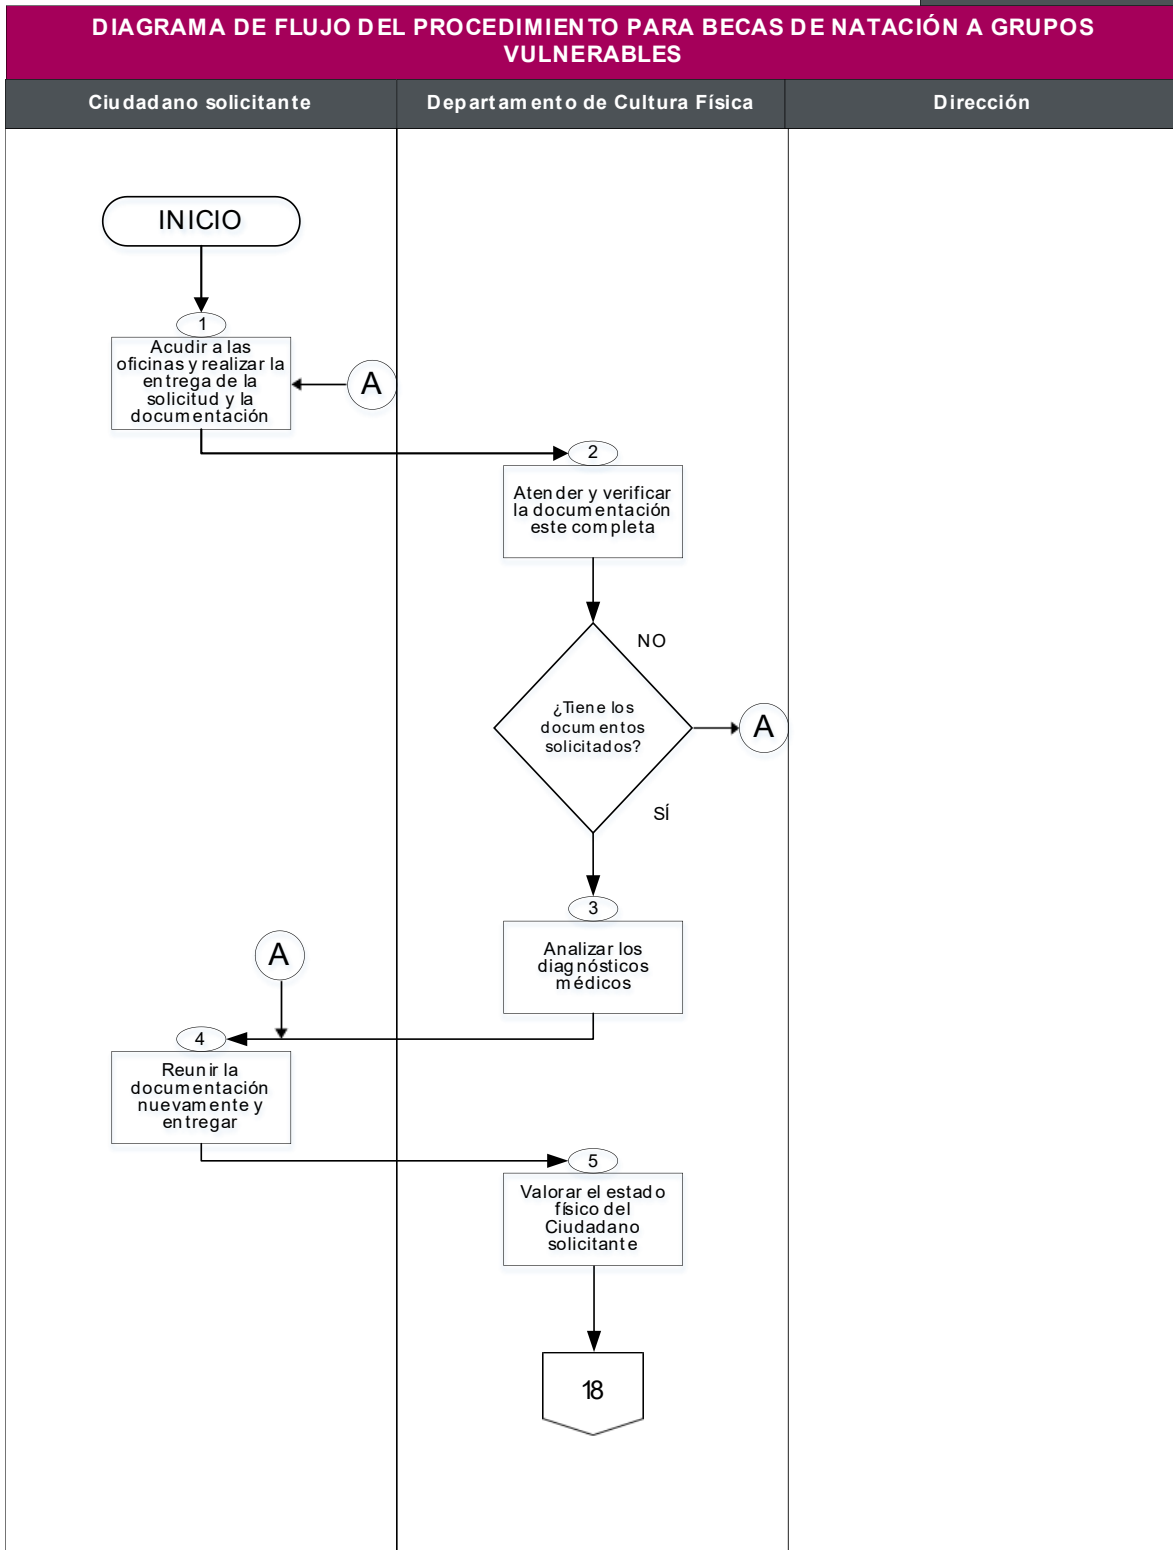 DIAGRAMA DE FLUJO DEL PROCEDIMIENTO PARA BECAS DE NATACIÓN A GRUPOS
VULNERABLES
Ciudadano solicitante
Departamento de Cultura Física
Dirección
INICIO
1
Acudir a las
oficinas y realizar la
entrega de la
solicitud y la
documentación
A
2
Atender y verificar
la documentación
este completa
NO
¿Tiene los
documentos
solicitados?
A
SÍ
3
Analizar los
diagnósticos
médicos
A
4
Reunir la
documentación
nuevamente y
entregar
5
Valorar el estado
físico del
Ciudadano
solicitante
18